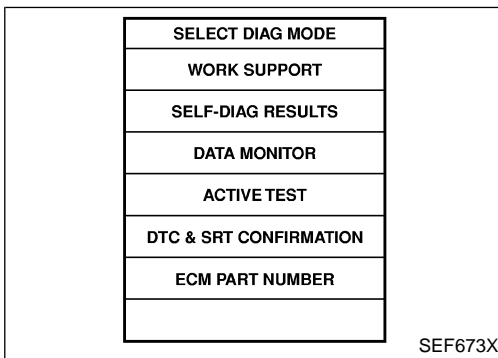 SELECT DIAG MODE
WORK SUPPORT
SELF-DIAG RESULTS
DATA MONITOR
ACTIVE TEST
DTC & SRT CONFIRMATION
ECM PART NUMBER
SEF673X